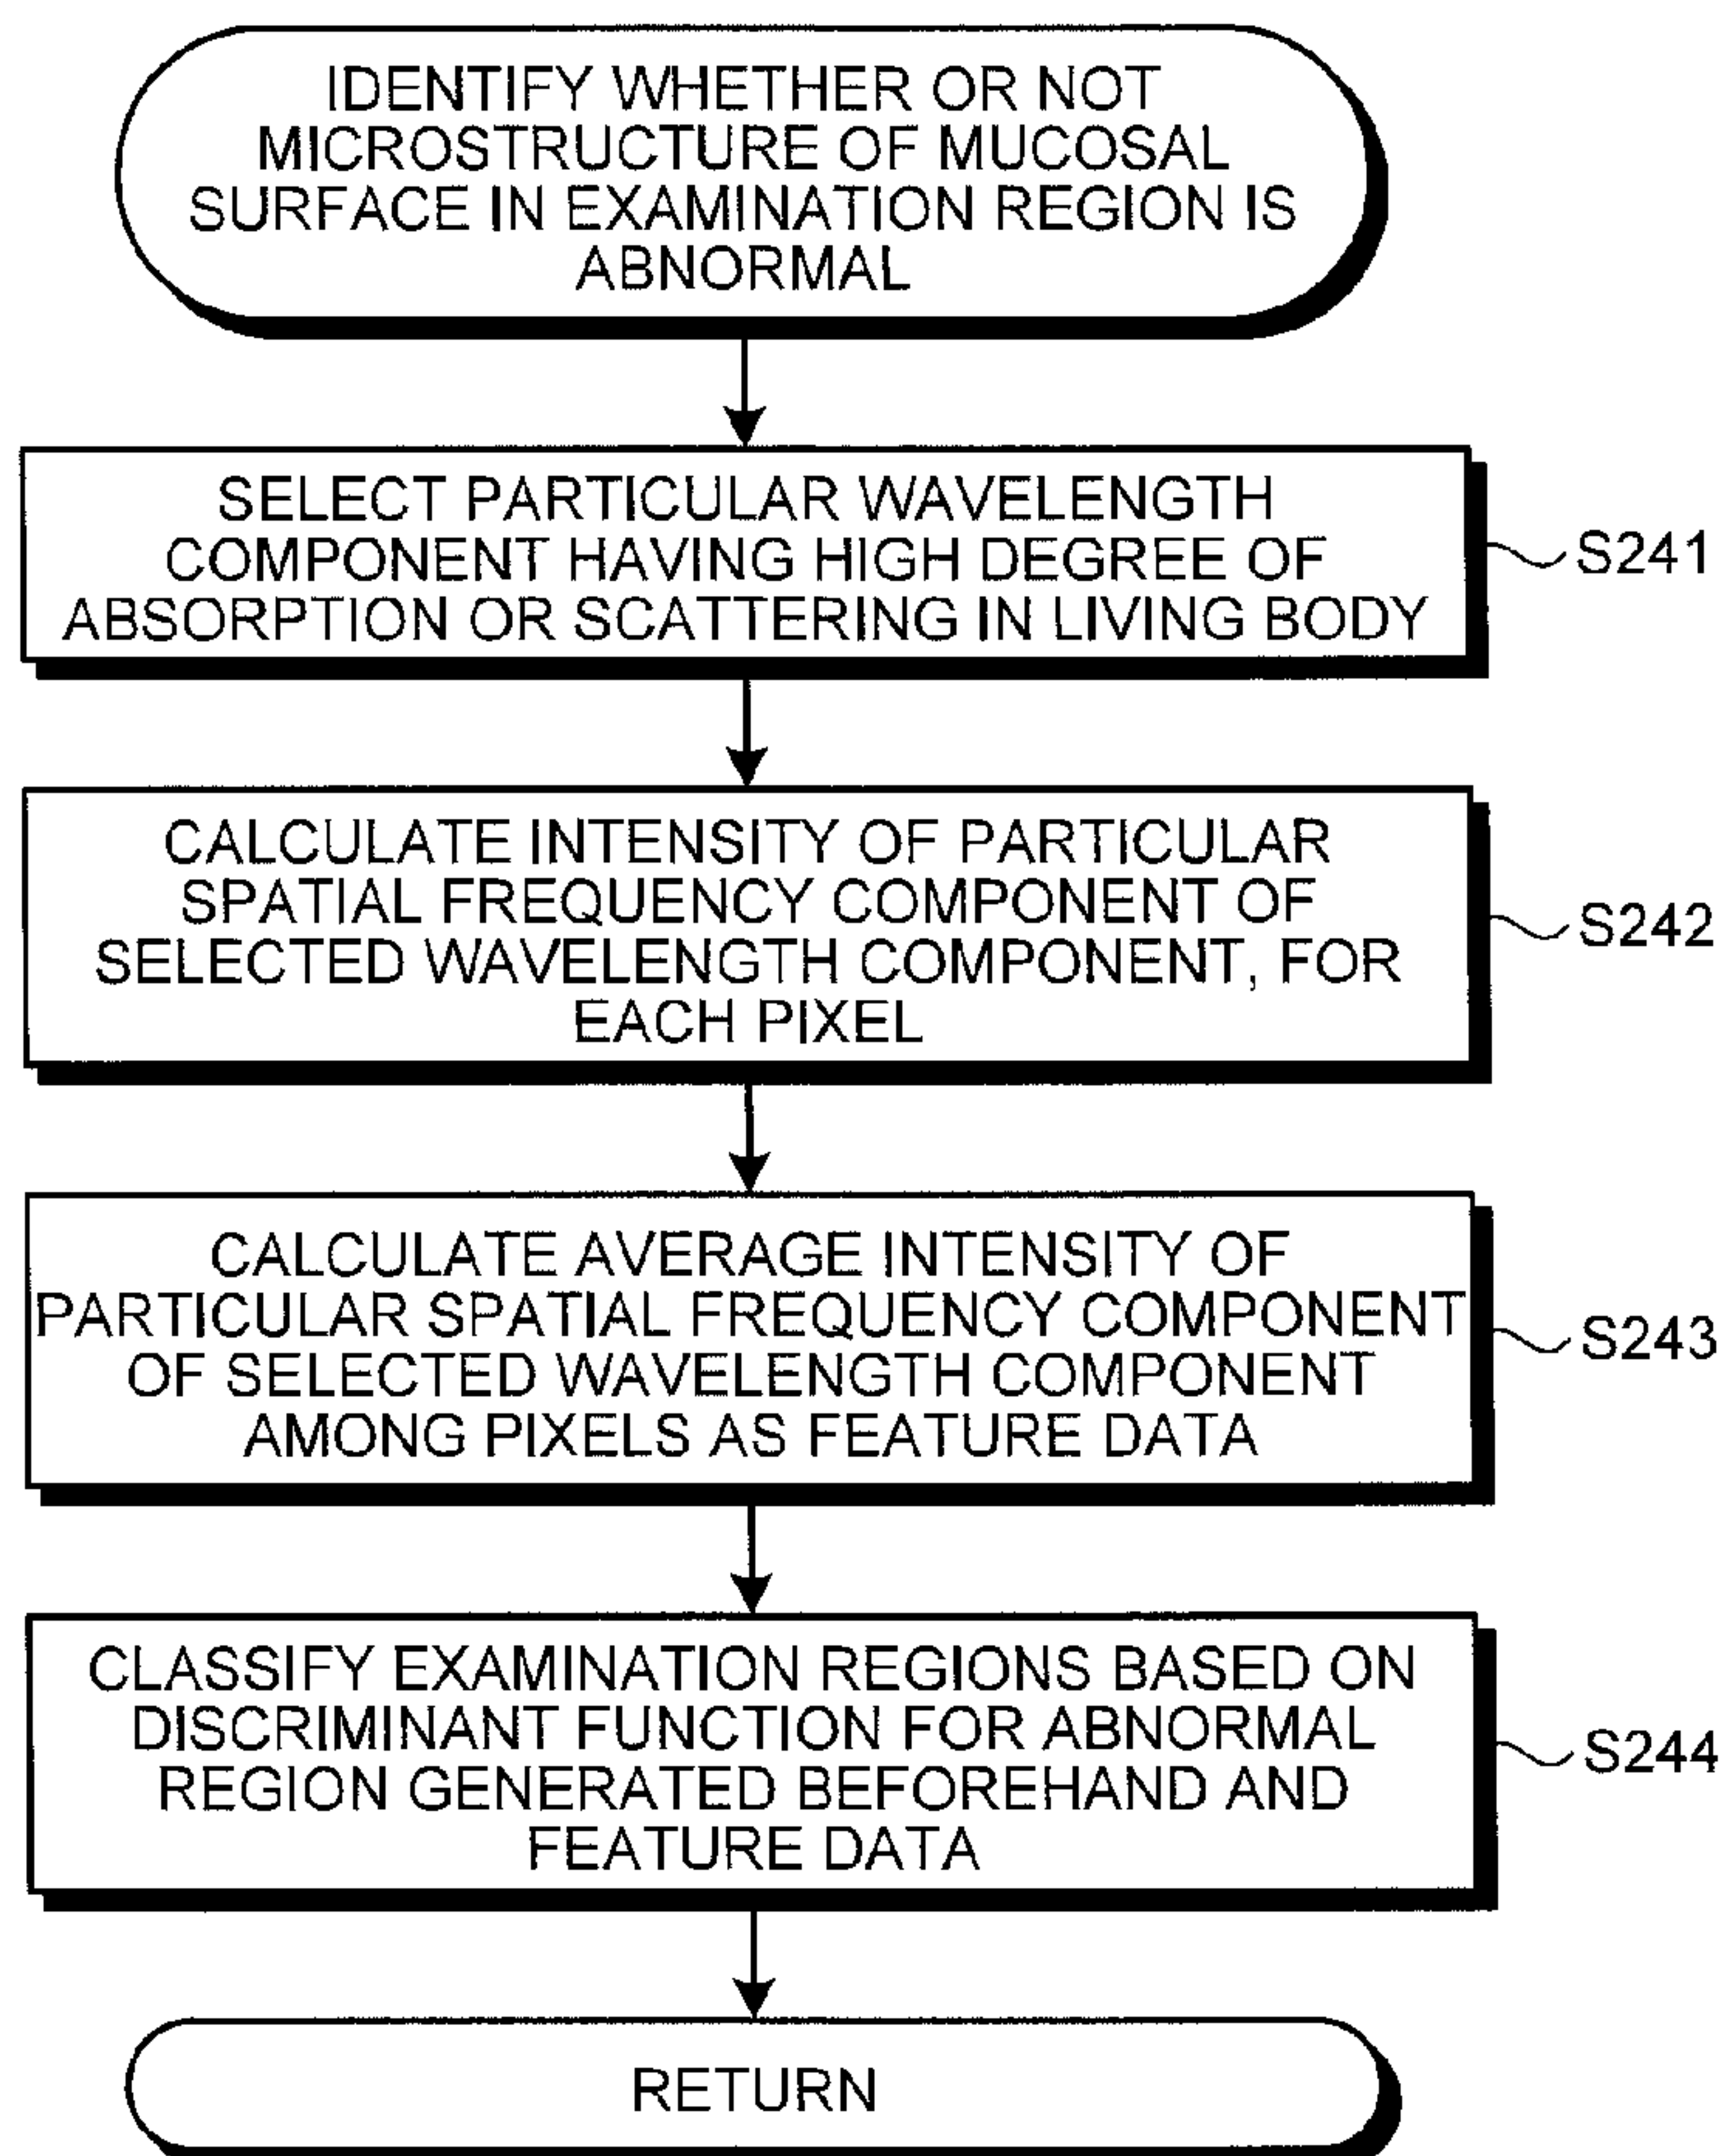 IDENTIFY WHETHER OR NOT
MICROSTRUCTURE OF MUCOSAL
SURFACE IN EXAMINATION REGION IS
ABNORMAL
SELECT PARTICULAR WAVELENGTH
COMPONENT HAVING HIGH DEGREE OF
ABSORPTION OR SCATTERING IN LIVING BODY
S241
CALCULATE INTENSITY OF PARTICULAR
SPATIAL FREQUENCY COMPONENT OF
SELECTED WAVELENGTH COMPONENT, FOR
EACH PIXEL
S242
CALCULATE AVERAGE INTENSITY OF
PARTICULAR SPATIAL FREQUENCY COMPONENT
OF SELECTED WAVELENGTH COMPONENT
AMONG PIXELS AS FEATURE DATA
S243
CLASSIFY EXAMINATION REGIONS BASED ON
DISCRIMINANT FUNCTION FOR ABNORMAL
REGION GENERATED BEFOREHAND AND
FEATURE DATA
S244
RETURN